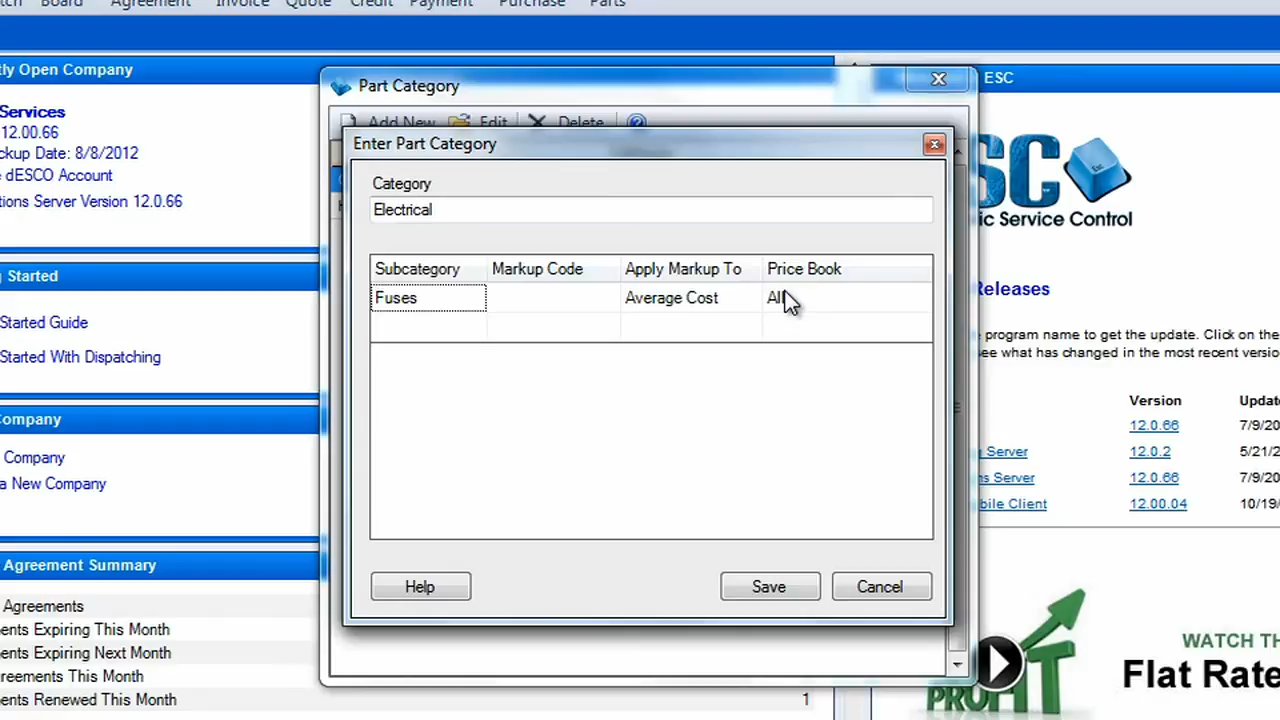 Board Agreement Invoice Quote Credit Payment Purchase Parts
tly Open Company
Services
12.00.66
ckup Date: 8/8/2012
e dESCO Account
tions Server Version 12.0.66
g Started
Started Guide
Started With Dispatching
Company
Company
a New Company
Agreement Summary
Agreements
ents Expiring This Month
ents Expiring Next Month
reements This Month
ents Renewed This Month 1
Part Category
Add New Edit Delete
Enter Part Category
Category
Electrical
Subcategory Markup Code Apply Markup To Price Book
Fuses Average Cost All
Help Save Cancel
ESC
SC
Esc
ic Service Control
Releases
e program name to get the update. Click on the
ee what has changed in the most recent versio
Version Update
12.0.66 7/9/20
Server 12.0.2 5/21/2
ns Server 12.0.66 7/9/20
bile Client 12.00.04 10/19/
WATCH TH
Flat Rate
PROFIT